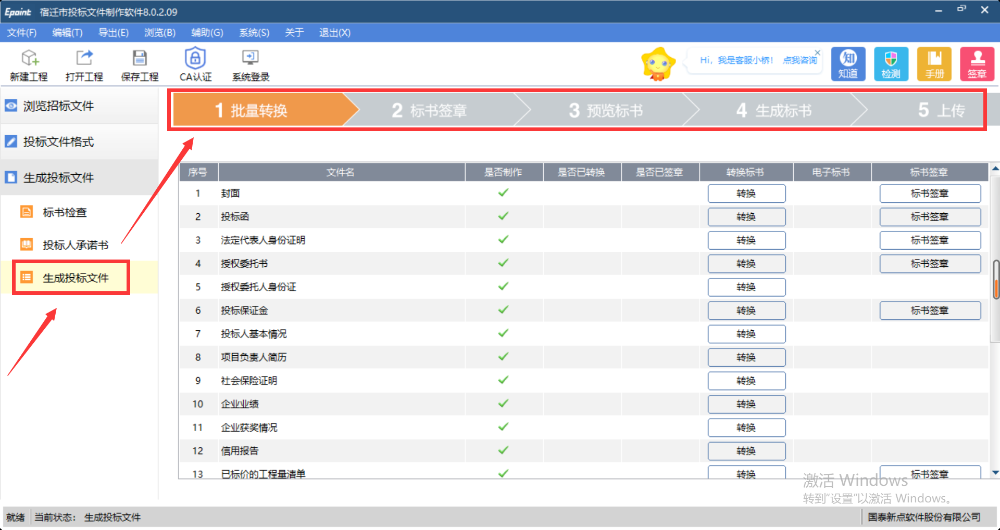 Epoint 宿迁市投标文件制作软件8.0.2.09
文件(F) 编辑(T) 导出(E) 浏览(B) 辅助(G) 系统(S) 关于 退出(X)
新建工程 打开工程 保存工程 CA认证 系统登录
Hi，我是客服小桥！ 点我咨询
知 知道 检测 手册 签章
浏览招标文件
投标文件格式
生成投标文件
标书检查
投标人承诺书
生成投标文件
1 批量转换 2 标书签章 3 预览标书 4 生成标书 5 上传
序号 文件名 是否制作 是否已转换 是否已签章 转换标书 电子标书 标书签章
1 封面 转换 标书签章
2 投标函 转换 标书签章
3 法定代表人身份证明 转换 标书签章
4 授权委托书 转换 标书签章
5 授权委托人身份证 转换
6 投标保证金 转换 标书签章
7 投标人基本情况 转换
8 项目负责人简历 转换
9 社会保险证明 转换
10 企业业绩 转换
11 企业获奖情况 转换
12 信用报告 转换
13 已标价的工程量清单 转换 标书签章
激活 Windows
转到“设置”以激活 Windows。
就绪 当前状态： 生成投标文件 国泰新点软件股份有限公司